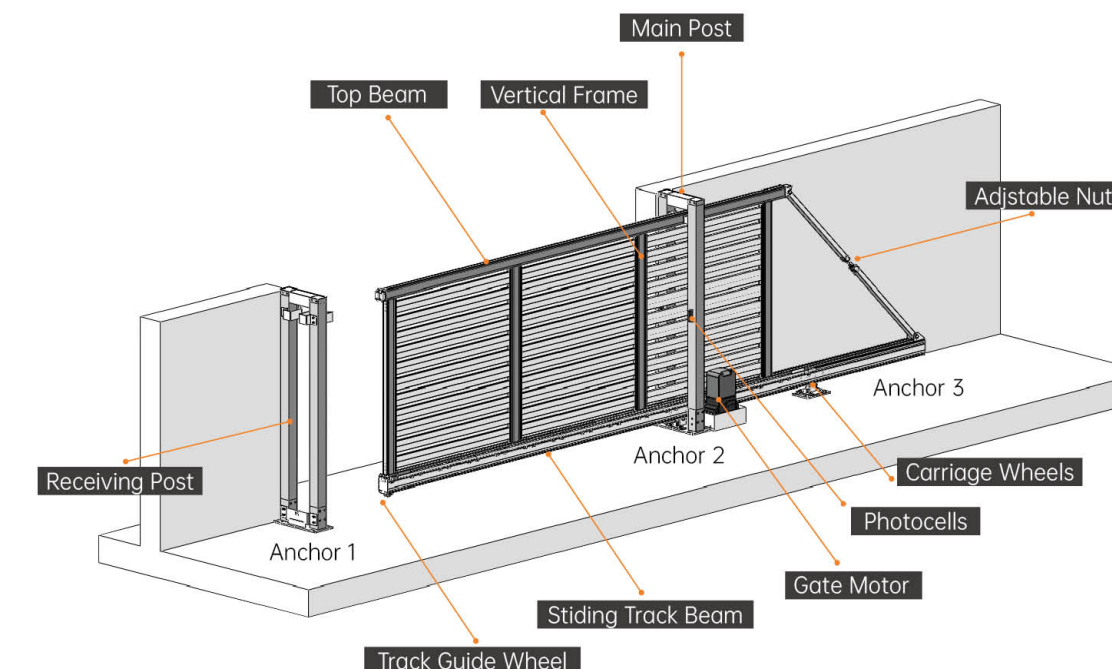 Main Post
Top Beam
Vertical Frame
Adjstable Nut
Anchor 3
Anchor 2
Carriage Wheels
Receiving Post
Photocells
Anchor 1
Gate Motor
Stiding Track Beam
Track Guide Wheel